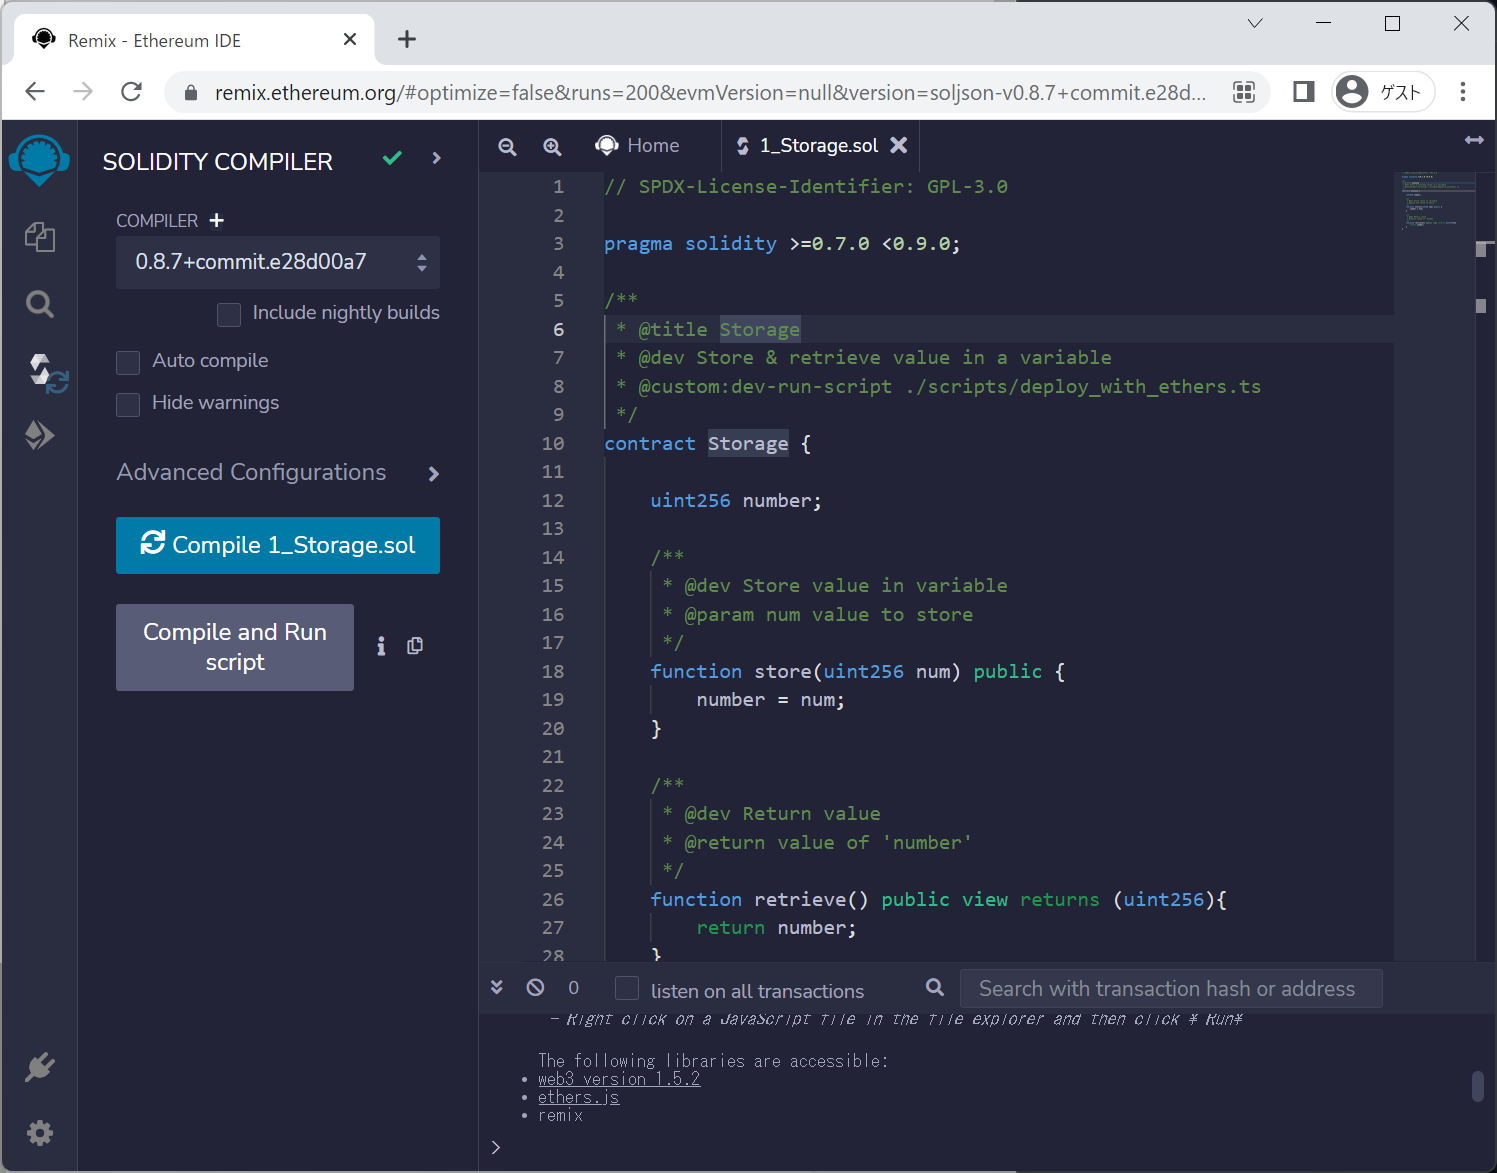 Remix - Ethereum IDE
remix.ethereum.org/#optimize=false&runs=200&evmVersion=null&version=soljson-v0.8.7+commit.e28d...
ゲスト
SOLIDITY COMPILER
COMPILER
0.8.7+commit.e28d00a7
Include nightly builds
Auto compile
Hide warnings
Advanced Configurations
Compile 1_Storage.sol
Compile and Run
script
Home
1_Storage.sol
1 // SPDX-License-Identifier: GPL-3.0
2
3 pragma solidity >=0.7.0 <0.9.0;
4
5 /**
6 * @title Storage
7 * @dev Store & retrieve value in a variable
8 * @custom:dev-run-script ./scripts/deploy_with_ethers.ts
9 */
10 contract Storage {
11
12 uint256 number;
13
14 /**
15 * @dev Store value in variable
16 * @param num value to store
17 */
18 function store(uint256 num) public {
19 number = num;
20 }
21
22 /**
23 * @dev Return value
24 * @return value of 'number'
25 */
26 function retrieve() public view returns (uint256){
27 return number;
28 }
0
listen on all transactions
Search with transaction hash or address
- Right click on a JavaScript file in the file explorer and then click \ Run\
The following libraries are accessible:
• web3 version 1.5.2
• ethers.js
• remix
>